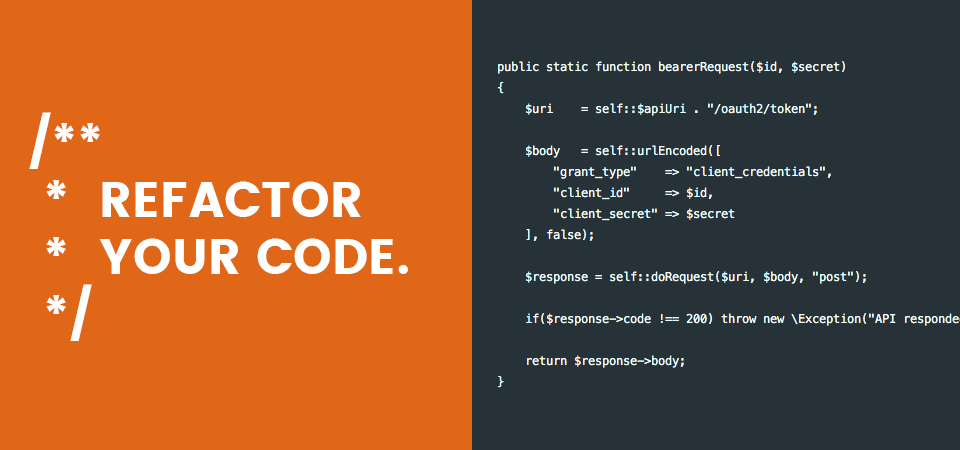 /**
* REFACTOR
* YOUR CODE.
*/
public static function bearerRequest($id, $secret)
{
    $uri    = self::$apiUri . "/oauth2/token";
    $body   = self::urlEncoded([
        "grant_type"    => "client_credentials",
        "client_id"     => $id,
        "client_secret" => $secret
    ], false);
    $response = self::doRequest($uri, $body, "post");
    if($response->code !== 200) throw new \Exception("API
    return $response->body;
}